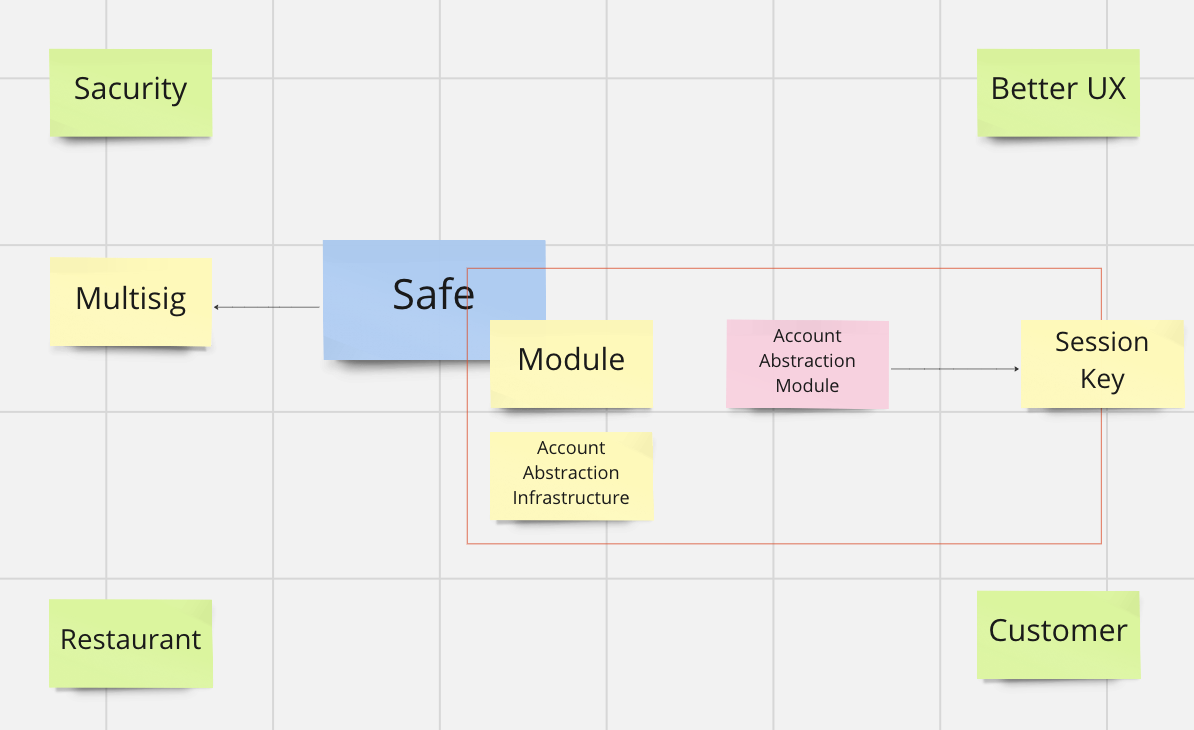 Sacurity
Better UX
Multisig
Safe
Module
Account
Abstraction
Module
Session
Key
Account
Abstraction
Infrastructure
Restaurant
Customer